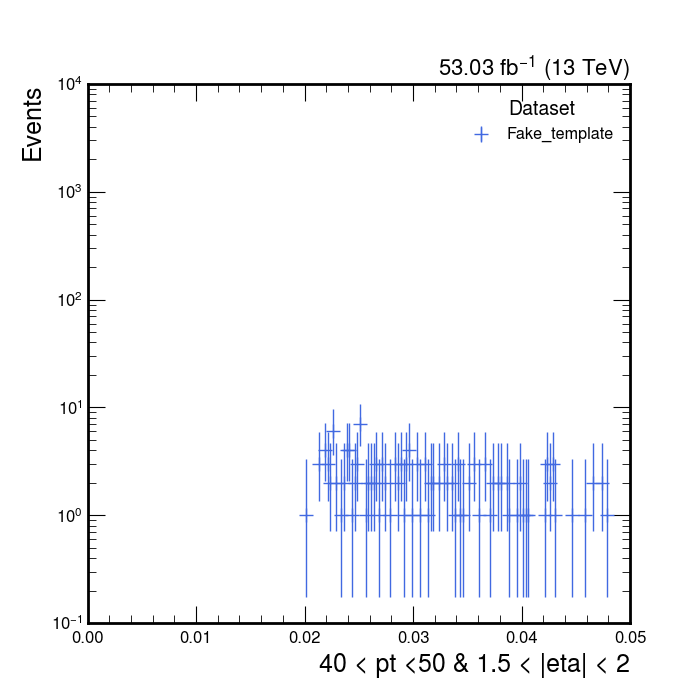 53.03 fb⁻¹ (13 TeV)
Events
Dataset
Fake_template
10⁴
10³
10²
10¹
10⁰
10⁻¹
0.00 0.01 0.02 0.03 0.04 0.05
40 < pt <50 & 1.5 < |eta| < 2